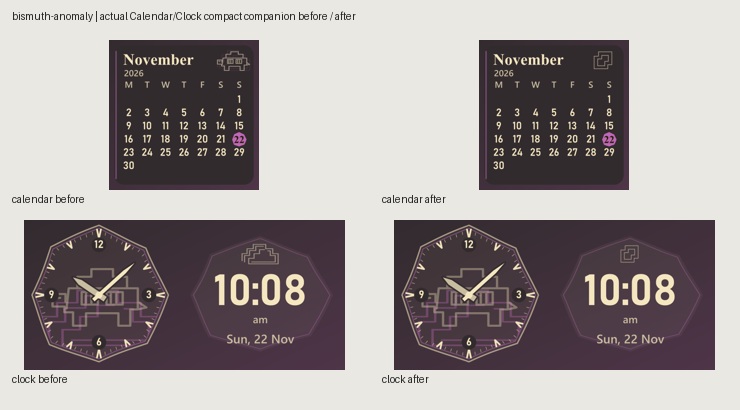 bismuth-anomaly | actual Calendar/Clock compact companion before / after
November
2026
M T W T F S S
1
2 3 4 5 6 7 8
9 10 11 12 13 14 15
16 17 18 19 20 21 22
23 24 25 26 27 28 29
30
calendar before
November
2026
M T W T F S S
1
2 3 4 5 6 7 8
9 10 11 12 13 14 15
16 17 18 19 20 21 22
23 24 25 26 27 28 29
30
calendar after
12
9 3
6
10:08
am
Sun, 22 Nov
clock before
12
9 3
6
10:08
am
Sun, 22 Nov
clock after